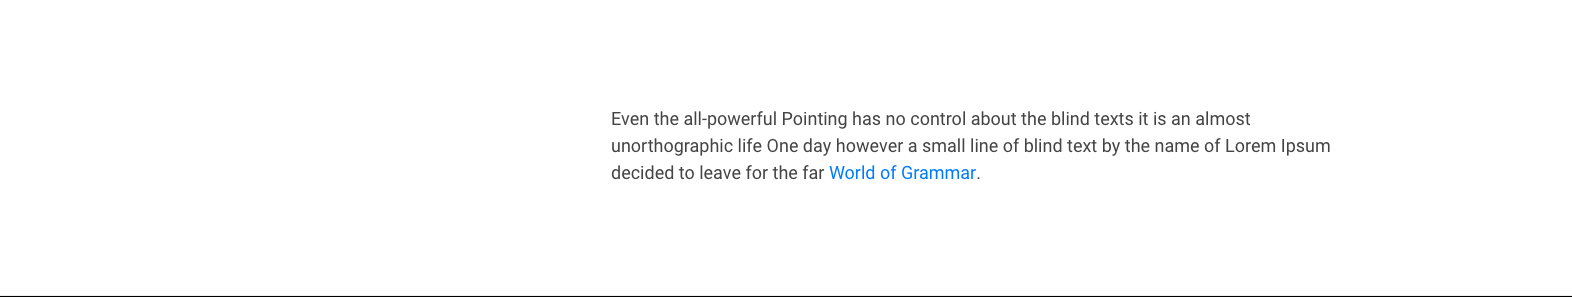 Even the all-powerful Pointing has no control about the blind texts it is an almost
unorthographic life One day however a small line of blind text by the name of Lorem Ipsum
decided to leave for the far World of Grammar.